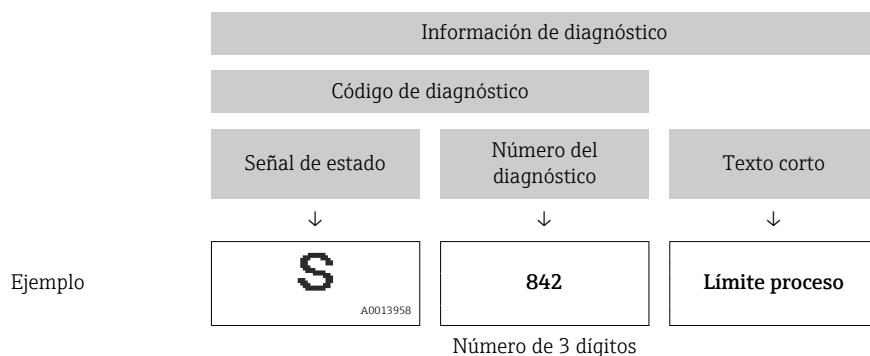 Información de diagnóstico
Código de diagnóstico
Señal de estado
Número del
diagnóstico
Texto corto
↓ ↓ ↓
Ejemplo
S
A0013958
842
Límite proceso
Número de 3 dígitos